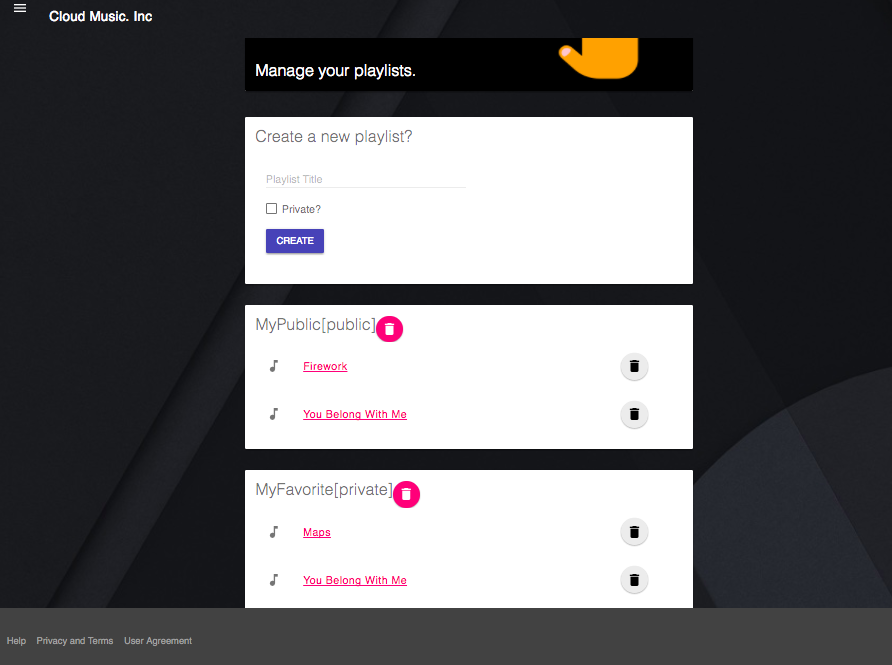 Cloud Music. Inc
Manage your playlists.
Create a new playlist?
Playlist Title
Private?
CREATE
MyPublic[public]
Firework
You Belong With Me
MyFavorite[private]
Maps
You Belong With Me
Help Privacy and Terms User Agreement